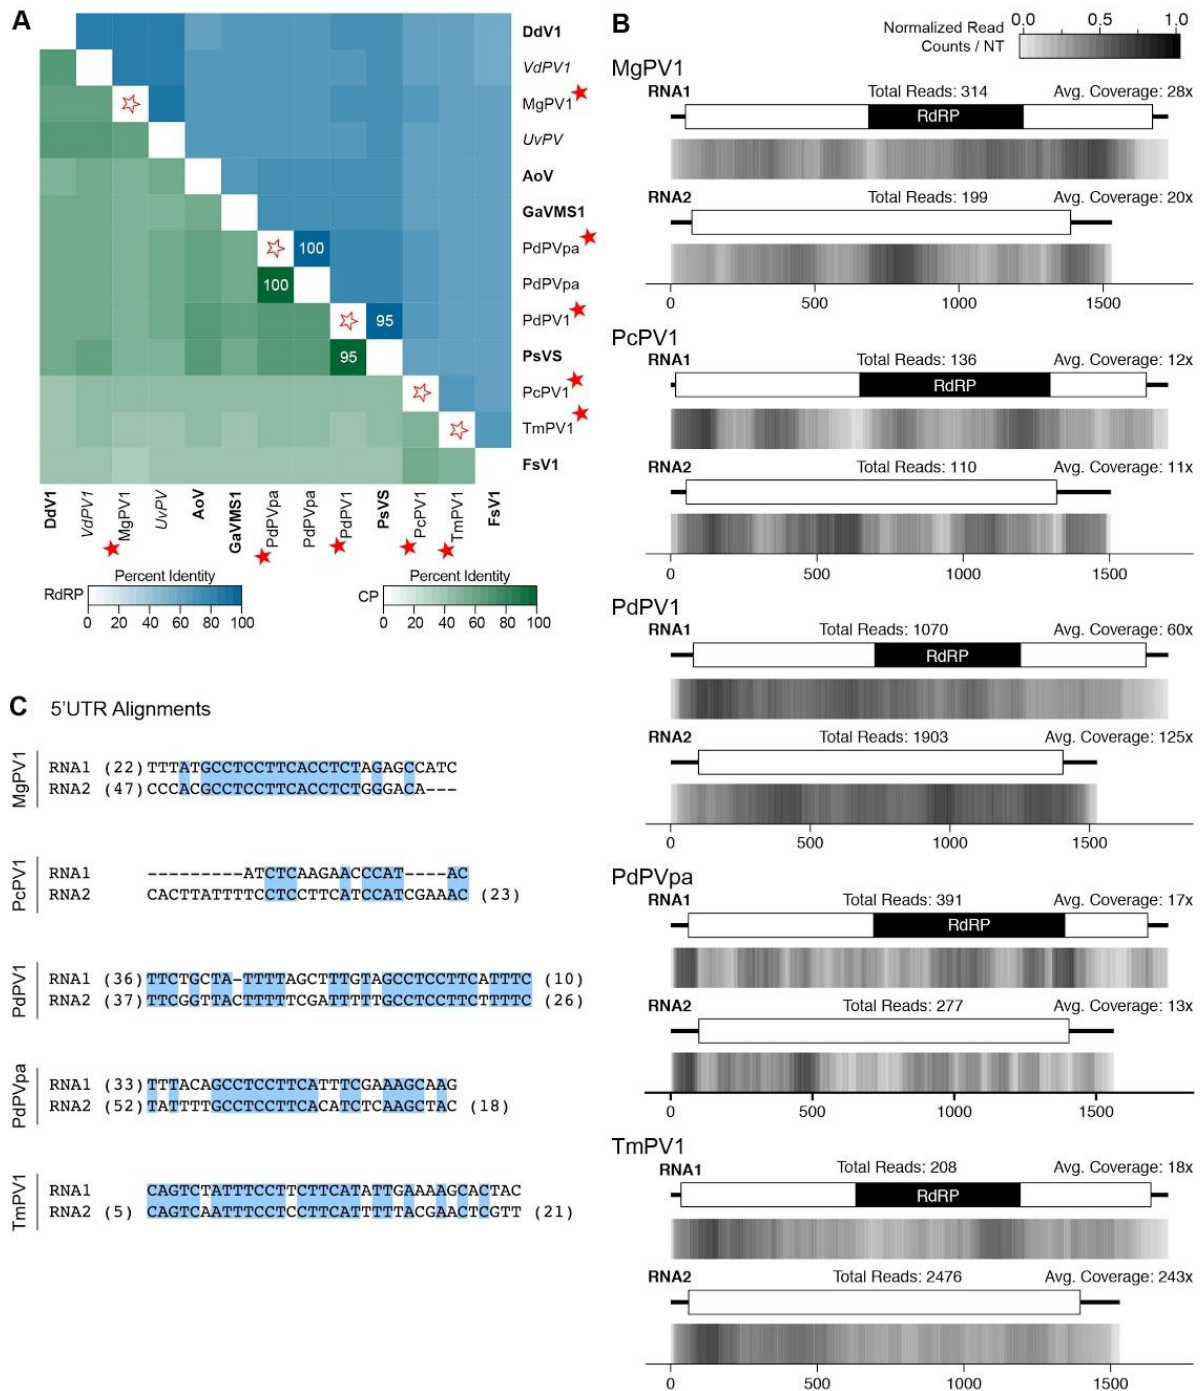 A
DdV1
VdPV1
MgPV1
UvPV
AoV
GaVMS1
PdPVpa
100
PdPVpa
100
PdPV1
95
PsVS
95
PcPV1
TmPV1
FsV1
DdV1
VdPV1
MgPV1
UvPV
AoV
GaVMS1
PdPVpa
PdPVpa
PdPV1
PsVS
PcPV1
TmPV1
FsV1
Percent Identity
RdRP
0 20 40 60 80 100
Percent Identity
CP
0 20 40 60 80 100
B
Normalized Read
Counts / NT
0.0 0.5 1.0
MgPV1
RNA1 Total Reads: 314 Avg. Coverage: 28x
RdRP
RNA2 Total Reads: 199 Avg. Coverage: 20x
0 500 1000 1500
PcPV1
RNA1 Total Reads: 136 Avg. Coverage: 12x
RdRP
RNA2 Total Reads: 110 Avg. Coverage: 11x
0 500 1000 1500
PdPV1
RNA1 Total Reads: 1070 Avg. Coverage: 60x
RdRP
RNA2 Total Reads: 1903 Avg. Coverage: 125x
0 500 1000 1500
PdPVpa
RNA1 Total Reads: 391 Avg. Coverage: 17x
RdRP
RNA2 Total Reads: 277 Avg. Coverage: 13x
0 500 1000 1500
TmPV1
RNA1 Total Reads: 208 Avg. Coverage: 18x
RdRP
RNA2 Total Reads: 2476 Avg. Coverage: 243x
0 500 1000 1500
C 5'UTR Alignments
MgPV1
RNA1 (22)TTTATGCCTCCTTCACCTCTAGAGCCATC
RNA2 (47)CCCACGCCTCCTTCACCTCTGGGACA---
PcPV1
RNA1 ---------ATCTCAAGAACCCAT----AC
RNA2 CACTTATTTTCCTCCTTCATCCATCGAAAC (23)
PdPV1
RNA1 (36)TTCTGCTA-TTTTAGCTTTGTAGCCTCCTTCATTTC (10)
RNA2 (37)TTCGGTTACTTTTTCGATTTTTGCCTCCTTCTTTTC (26)
PdPVpa
RNA1 (33)TTTACAGCCTCCTTCATTTCGAAAGCAAG
RNA2 (52)TATTTTGCCTCCTTCACATCTCAAGCTAC (18)
TmPV1
RNA1 CAGTCTATTTCCTTCTTCATATTGAAAAGCACTAC
RNA2 (5) CAGTCAATTTCCTCCTTCATTTTTACGAACTCGTT (21)